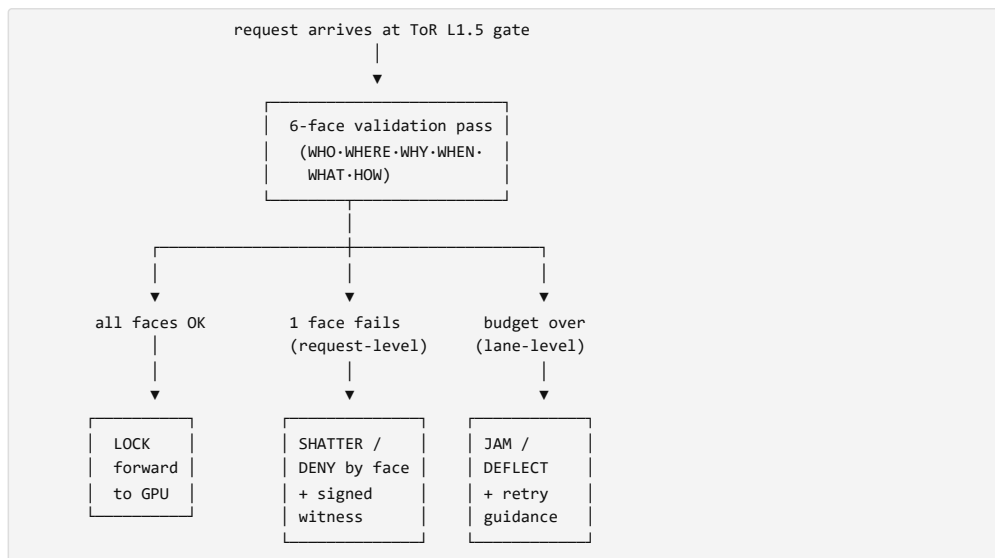 request arrives at ToR L1.5 gate
6-face validation pass
(WHO·WHERE·WHY·WHEN·
WHAT·HOW)
all faces OK 1 face fails budget over
(request-level) (lane-level)
LOCK SHATTER / JAM /
forward DENY by face DEFLECT
to GPU + signed + retry
witness guidance